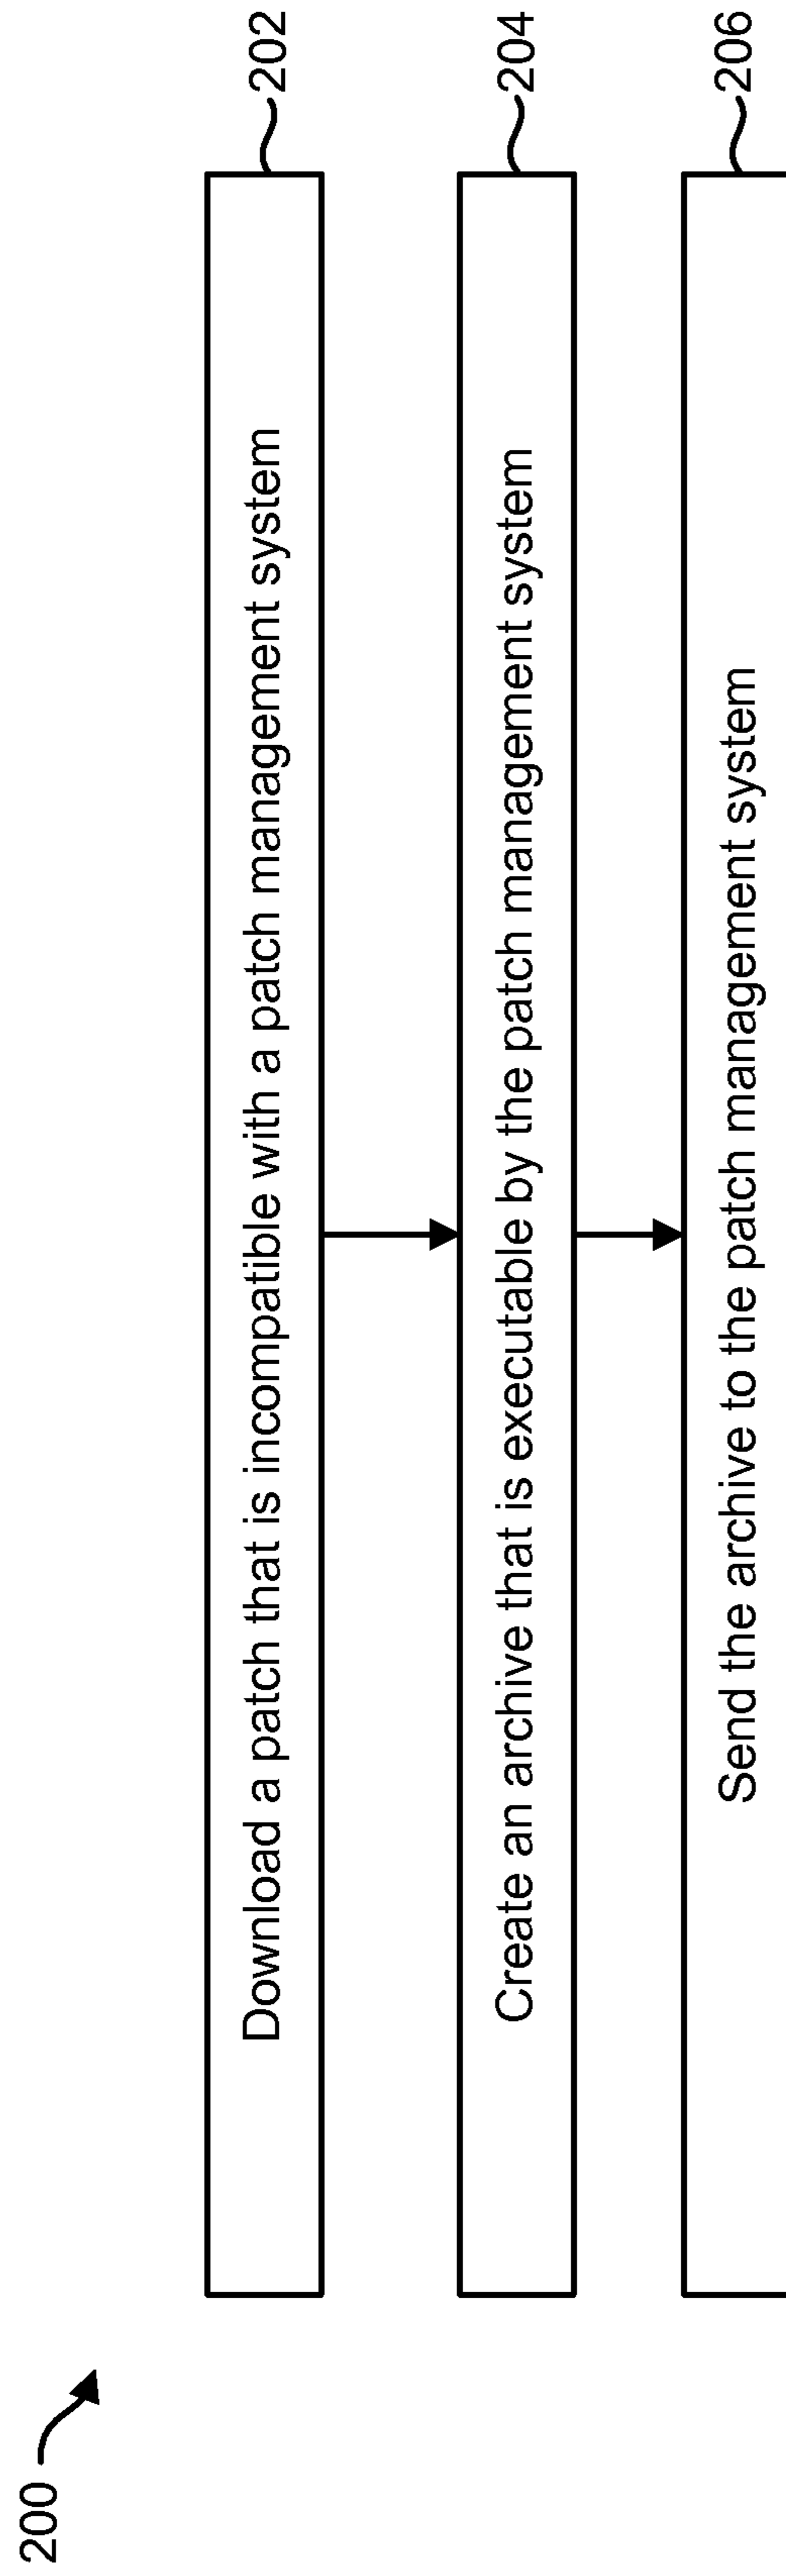 200
Download a patch that is incompatible with a patch management system
202
Create an archive that is executable by the patch management system
204
Send the archive to the patch management system
206